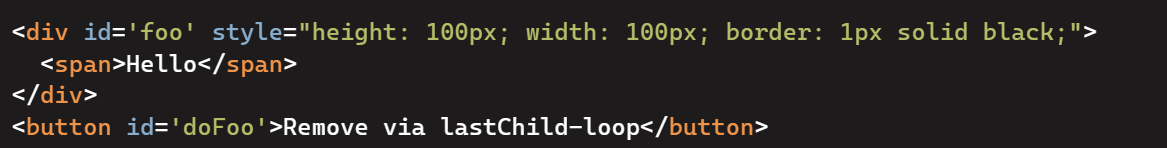 <div id='foo' style="height: 100px; width: 100px; border: 1px solid black;">
  <span>Hello</span>
</div>
<button id='doFoo'>Remove via lastChild-loop</button>